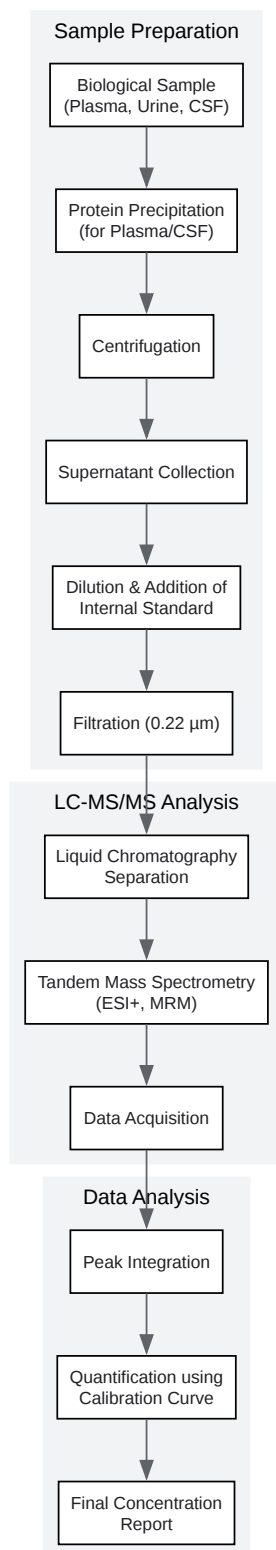 Sample Preparation
Biological Sample
(Plasma, Urine, CSF)
Protein Precipitation
(for Plasma/CSF)
Centrifugation
Supernatant Collection
Dilution & Addition of
Internal Standard
Filtration (0.22 µm)
LC-MS/MS Analysis
Liquid Chromatography
Separation
Tandem Mass Spectrometry
(ESI+, MRM)
Data Acquisition
Data Analysis
Peak Integration
Quantification using
Calibration Curve
Final Concentration
Report